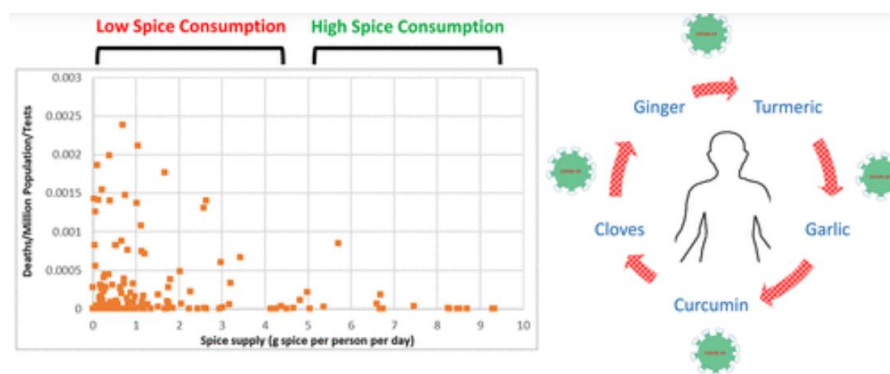 Low Spice Consumption
High Spice Consumption
Deaths/Million Population/Tests
0.003
0.0025
0.002
0.0015
0.001
0.0005
0
0 1 2 3 4 5 6 7 8 9 10
Spice supply (g spice per person per day)
Ginger
Turmeric
Cloves
Garlic
Curcumin